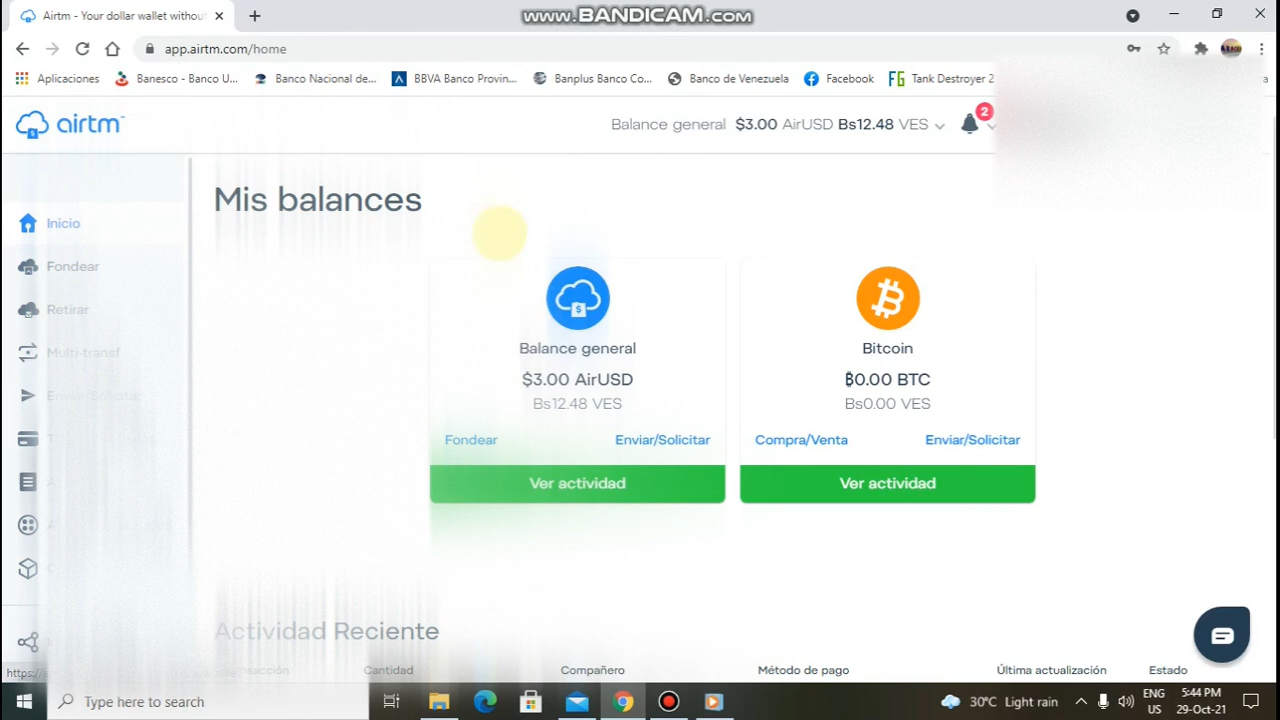 www.BANDICAM.com
Airtm - Your dollar wallet without
app.airtm.com/home
Aplicaciones Banesco - Banco U... Banco Nacional de... BBVA Banco Provin... Banplus Banco Co... Banco de Venezuela Facebook Tank Destroyer 2
airtm
Balance general $3.00 AirUSD Bs12.48 VES 2
Mis balances
Inicio
Fondear
Retirar
Multi-transf
Enviar/Solicitar
Balance general
$3.00 AirUSD
Bs12.48 VES
Fondear Enviar/Solicitar
Ver actividad
Bitcoin
₿0.00 BTC
Bs0.00 VES
Compra/Venta Enviar/Solicitar
Ver actividad
Actividad Reciente
Cantidad Compañero Método de pago Última actualización Estado
Type here to search
30°C Light rain
ENG
US
5:44 PM
29-Oct-21